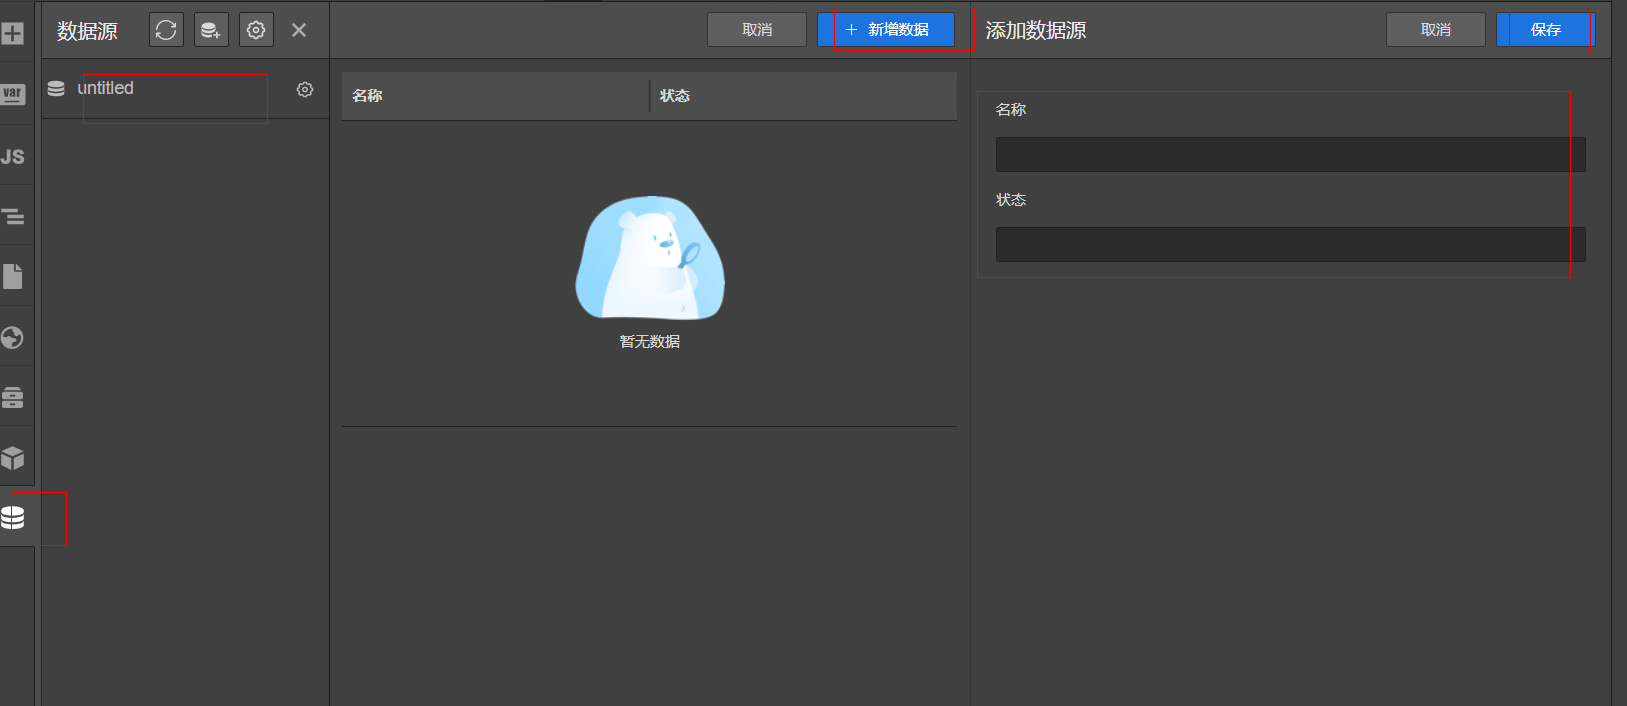 数据源
取消
新增数据
添加数据源
取消
保存
var
untitled
名称
状态
名称
JS
状态
暂无数据